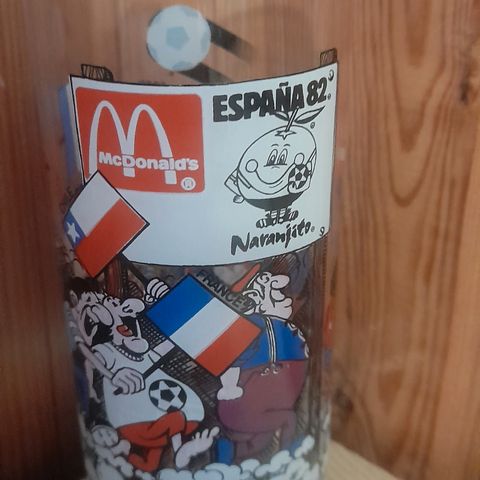 McDonald's
®
ESPAÑA 82.®
Naranjito.®
FRANCE